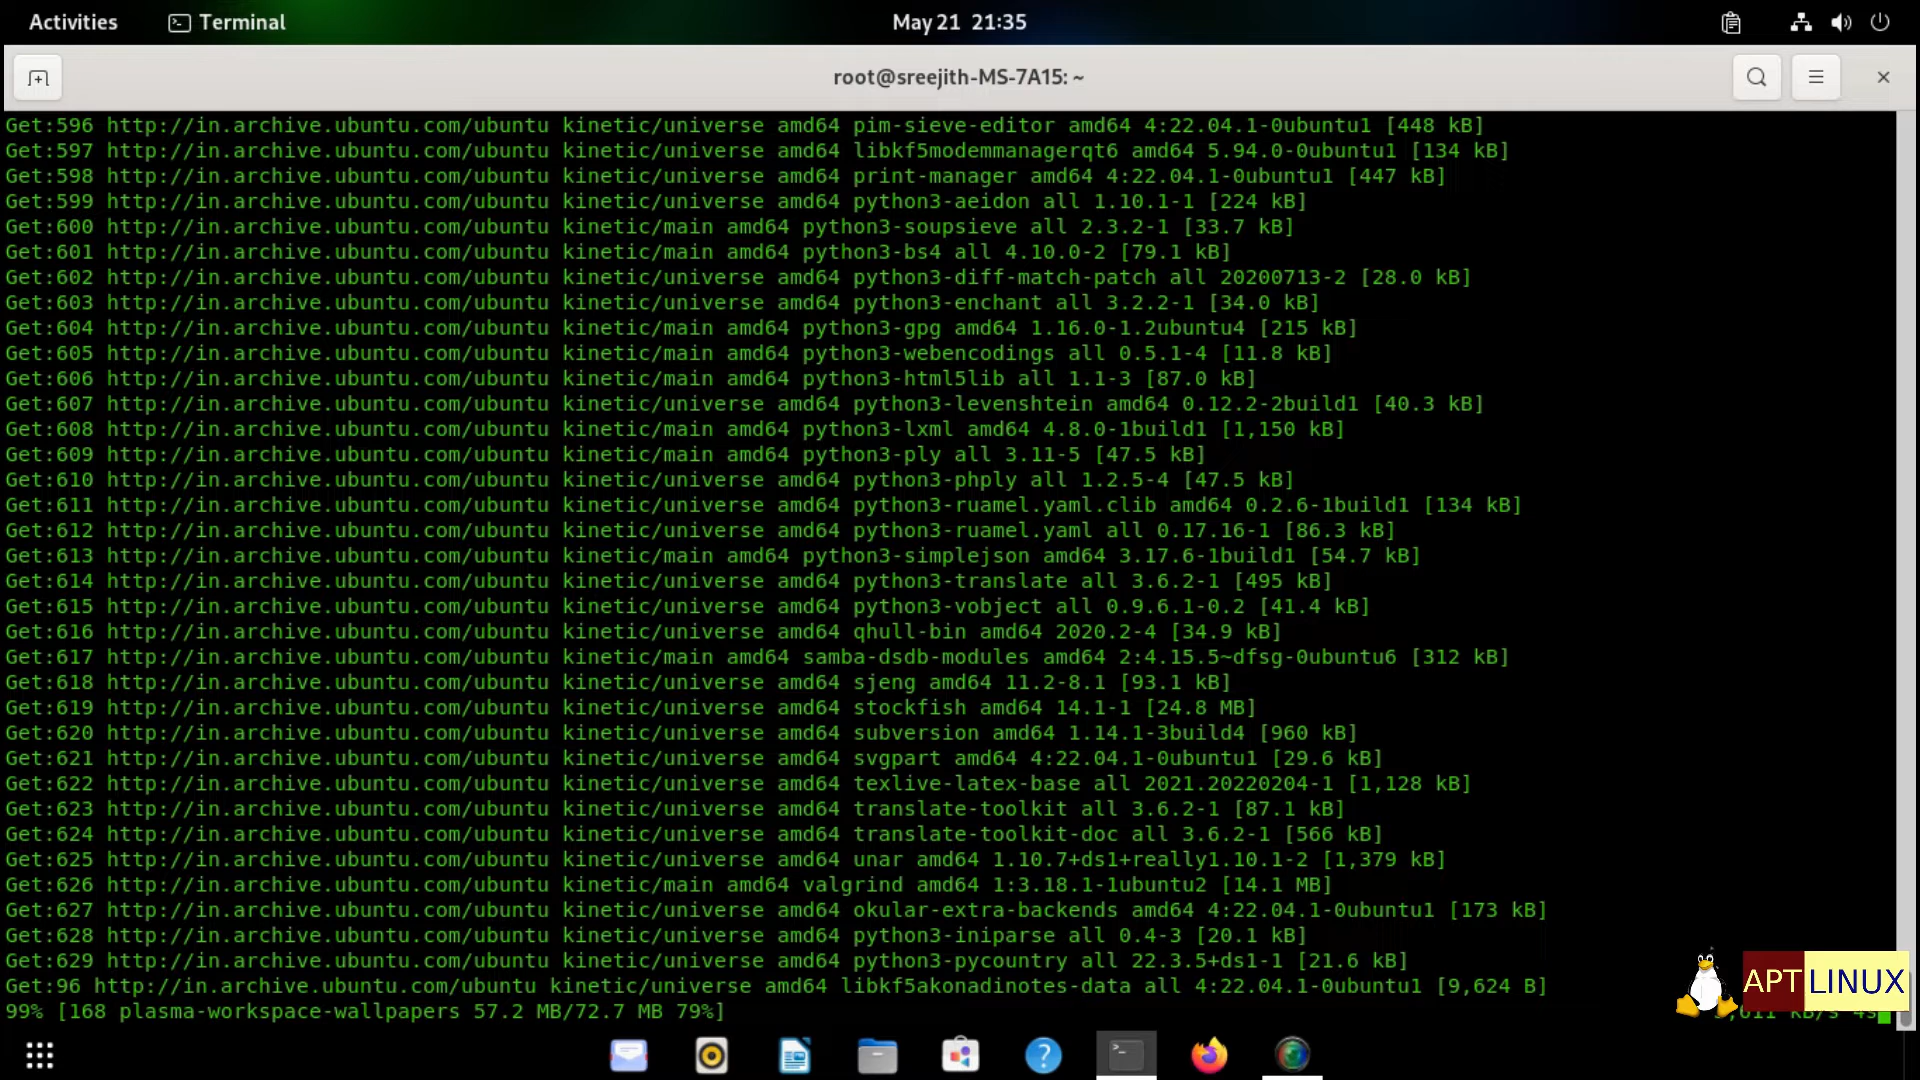 Activities Terminal May 21 21:35
root@sreejith-MS-7A15: ~
Get:596 http://in.archive.ubuntu.com/ubuntu kinetic/universe amd64 pim-sieve-editor amd64 4:22.04.1-0ubuntu1 [448 kB]
Get:597 http://in.archive.ubuntu.com/ubuntu kinetic/universe amd64 libkf5modemmanagerqt6 amd64 5.94.0-0ubuntu1 [134 kB]
Get:598 http://in.archive.ubuntu.com/ubuntu kinetic/universe amd64 print-manager amd64 4:22.04.1-0ubuntu1 [447 kB]
Get:599 http://in.archive.ubuntu.com/ubuntu kinetic/universe amd64 python3-aeidon all 1.10.1-1 [224 kB]
Get:600 http://in.archive.ubuntu.com/ubuntu kinetic/main amd64 python3-soupsieve all 2.3.2-1 [33.7 kB]
Get:601 http://in.archive.ubuntu.com/ubuntu kinetic/main amd64 python3-bs4 all 4.10.0-2 [79.1 kB]
Get:602 http://in.archive.ubuntu.com/ubuntu kinetic/universe amd64 python3-diff-match-patch all 20200713-2 [28.0 kB]
Get:603 http://in.archive.ubuntu.com/ubuntu kinetic/universe amd64 python3-enchant all 3.2.2-1 [34.0 kB]
Get:604 http://in.archive.ubuntu.com/ubuntu kinetic/main amd64 python3-gpg amd64 1.16.0-1.2ubuntu4 [215 kB]
Get:605 http://in.archive.ubuntu.com/ubuntu kinetic/main amd64 python3-webencodings all 0.5.1-4 [11.8 kB]
Get:606 http://in.archive.ubuntu.com/ubuntu kinetic/main amd64 python3-html5lib all 1.1-3 [87.0 kB]
Get:607 http://in.archive.ubuntu.com/ubuntu kinetic/universe amd64 python3-levenshtein amd64 0.12.2-2build1 [40.3 kB]
Get:608 http://in.archive.ubuntu.com/ubuntu kinetic/main amd64 python3-lxml amd64 4.8.0-1build1 [1,150 kB]
Get:609 http://in.archive.ubuntu.com/ubuntu kinetic/main amd64 python3-ply all 3.11-5 [47.5 kB]
Get:610 http://in.archive.ubuntu.com/ubuntu kinetic/universe amd64 python3-phply all 1.2.5-4 [47.5 kB]
Get:611 http://in.archive.ubuntu.com/ubuntu kinetic/universe amd64 python3-ruamel.yaml.clib amd64 0.2.6-1build1 [134 kB]
Get:612 http://in.archive.ubuntu.com/ubuntu kinetic/universe amd64 python3-ruamel.yaml all 0.17.16-1 [86.3 kB]
Get:613 http://in.archive.ubuntu.com/ubuntu kinetic/main amd64 python3-simplejson amd64 3.17.6-1build1 [54.7 kB]
Get:614 http://in.archive.ubuntu.com/ubuntu kinetic/universe amd64 python3-translate all 3.6.2-1 [495 kB]
Get:615 http://in.archive.ubuntu.com/ubuntu kinetic/universe amd64 python3-vobject all 0.9.6.1-0.2 [41.4 kB]
Get:616 http://in.archive.ubuntu.com/ubuntu kinetic/universe amd64 qhull-bin amd64 2020.2-4 [34.9 kB]
Get:617 http://in.archive.ubuntu.com/ubuntu kinetic/main amd64 samba-dsdb-modules amd64 2:4.15.5~dfsg-0ubuntu6 [312 kB]
Get:618 http://in.archive.ubuntu.com/ubuntu kinetic/universe amd64 sjeng amd64 11.2-8.1 [93.1 kB]
Get:619 http://in.archive.ubuntu.com/ubuntu kinetic/universe amd64 stockfish amd64 14.1-1 [24.8 MB]
Get:620 http://in.archive.ubuntu.com/ubuntu kinetic/universe amd64 subversion amd64 1.14.1-3build4 [960 kB]
Get:621 http://in.archive.ubuntu.com/ubuntu kinetic/universe amd64 svgpart amd64 4:22.04.1-0ubuntu1 [29.6 kB]
Get:622 http://in.archive.ubuntu.com/ubuntu kinetic/universe amd64 texlive-latex-base all 2021.20220204-1 [1,128 kB]
Get:623 http://in.archive.ubuntu.com/ubuntu kinetic/universe amd64 translate-toolkit all 3.6.2-1 [87.1 kB]
Get:624 http://in.archive.ubuntu.com/ubuntu kinetic/universe amd64 translate-toolkit-doc all 3.6.2-1 [566 kB]
Get:625 http://in.archive.ubuntu.com/ubuntu kinetic/universe amd64 unar amd64 1.10.7+ds1+really1.10.1-2 [1,379 kB]
Get:626 http://in.archive.ubuntu.com/ubuntu kinetic/main amd64 valgrind amd64 1:3.18.1-1ubuntu2 [14.1 MB]
Get:627 http://in.archive.ubuntu.com/ubuntu kinetic/universe amd64 okular-extra-backends amd64 4:22.04.1-0ubuntu1 [173 kB]
Get:628 http://in.archive.ubuntu.com/ubuntu kinetic/universe amd64 python3-iniparse all 0.4-3 [20.1 kB]
Get:629 http://in.archive.ubuntu.com/ubuntu kinetic/universe amd64 python3-pycountry all 22.3.5+ds1-1 [21.6 kB]
Get:96 http://in.archive.ubuntu.com/ubuntu kinetic/universe amd64 libkf5akonadinotes-data all 4:22.04.1-0ubuntu1 [9,624 B]
APTLINUX
99% [168 plasma-workspace-wallpapers 57.2 MB/72.7 MB 79%]